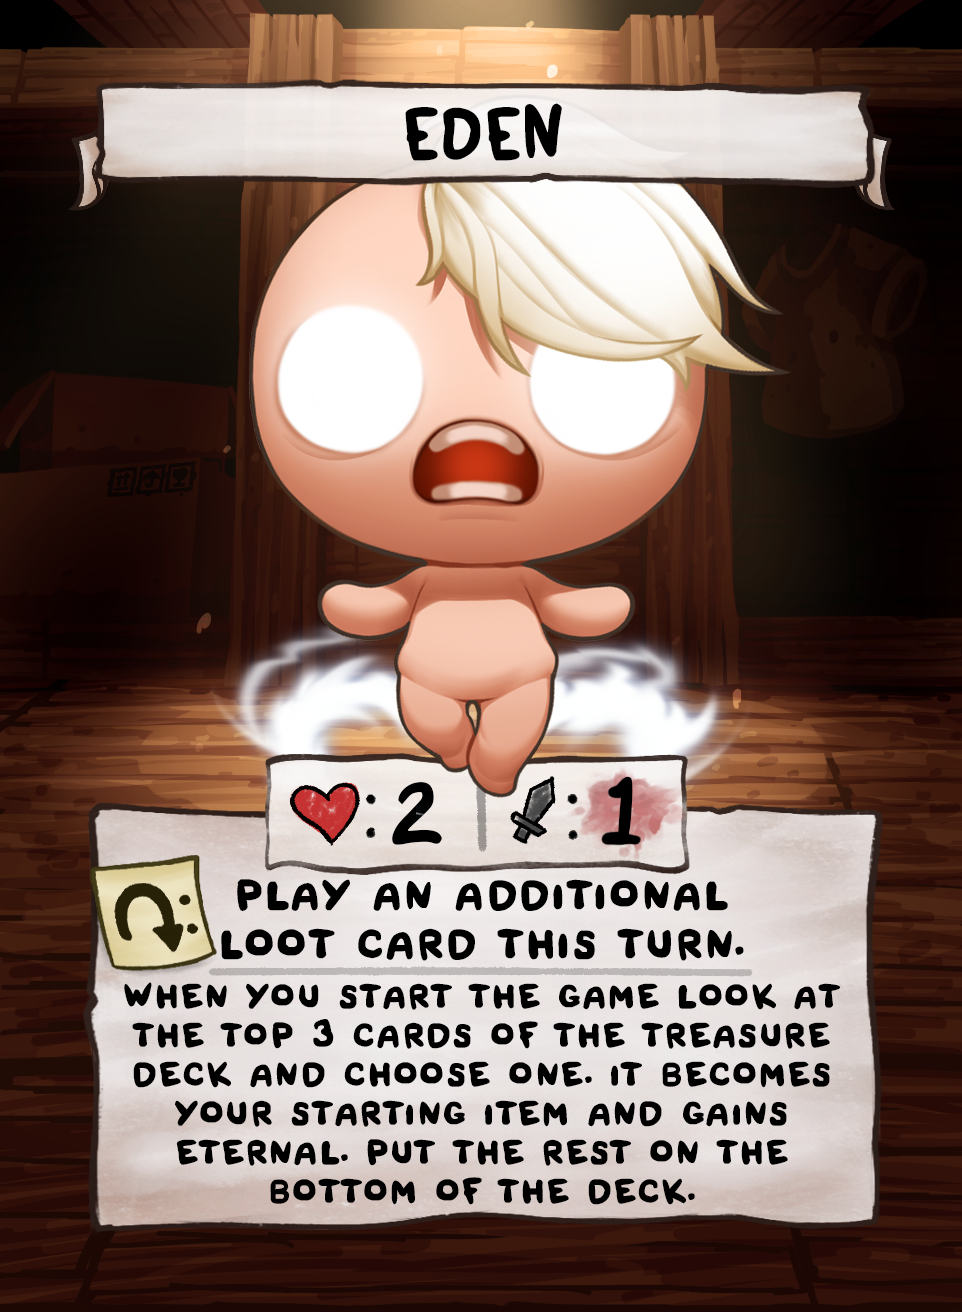 EDEN
: 2 : 1
: PLAY AN ADDITIONAL
LOOT CARD THIS TURN.
WHEN YOU START THE GAME LOOK AT
THE TOP 3 CARDS OF THE TREASURE
DECK AND CHOOSE ONE. IT BECOMES
YOUR STARTING ITEM AND GAINS
ETERNAL. PUT THE REST ON THE
BOTTOM OF THE DECK.